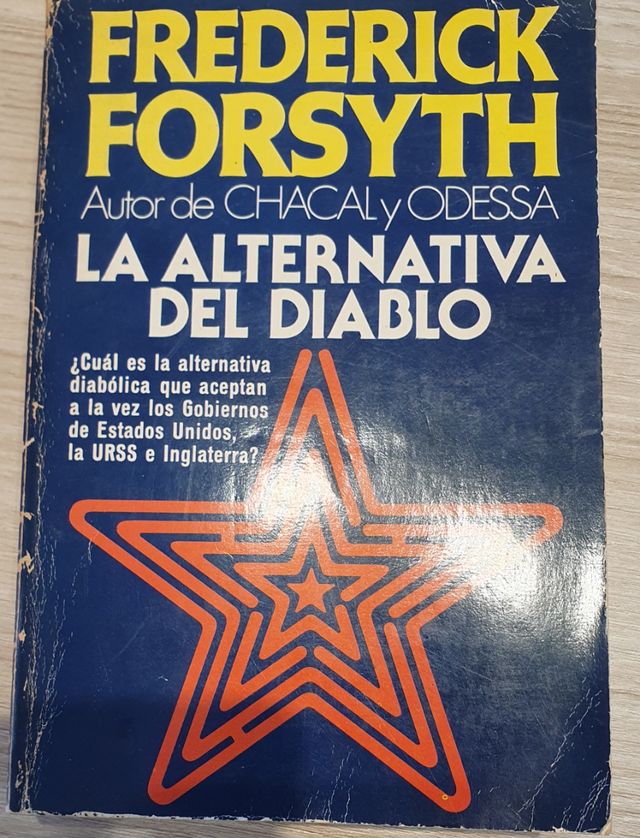 FREDERICK
FORSYTH
Autor de CHACAL y ODESSA
LA ALTERNATIVA
DEL DIABLO
¿Cuál es la alternativa
diabólica que aceptan
a la vez los Gobiernos
de Estados Unidos,
la URSS e Inglaterra?